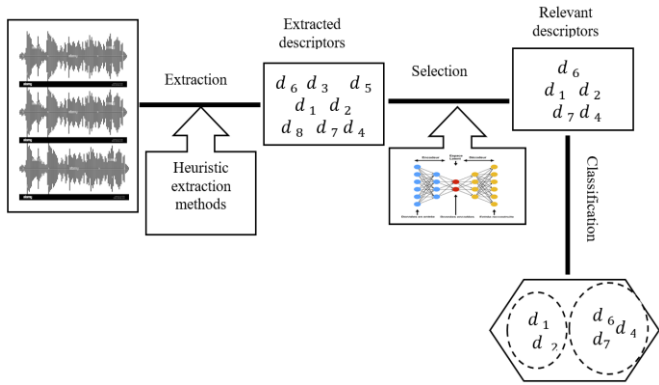 Extracted
descriptors
d 6 d 3 d 5
d 1 d 2
d 8 d 7 d 4
Extraction
Heuristic
extraction
methods
Selection
Relevant
descriptors
d 6
d 1 d 2
d 7 d 4
Classification
d 1
d 2
d 6 d 4
d 7